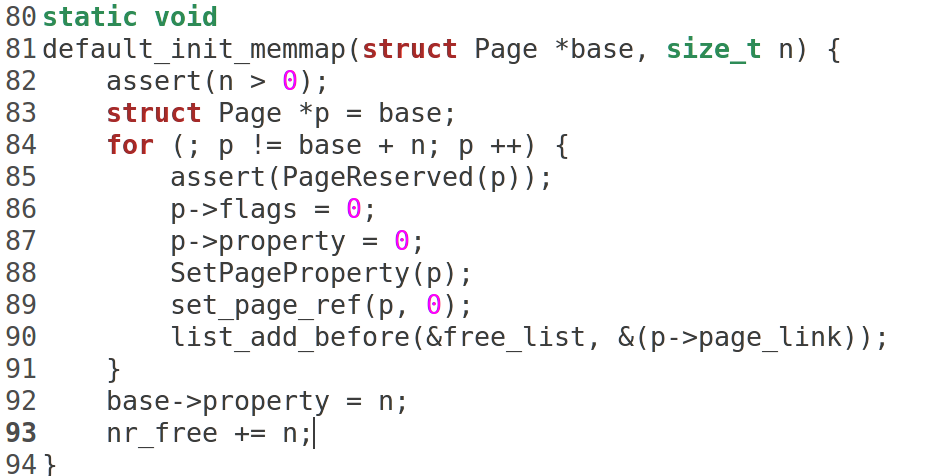 80 static void
81 default_init_memmap(struct Page *base, size_t n) {
82     assert(n > 0);
83     struct Page *p = base;
84     for (; p != base + n; p ++) {
85         assert(PageReserved(p));
86         p->flags = 0;
87         p->property = 0;
88         SetPageProperty(p);
89         set_page_ref(p, 0);
90         list_add_before(&free_list, &(p->page_link));
91     }
92     base->property = n;
93     nr_free += n;
94 }